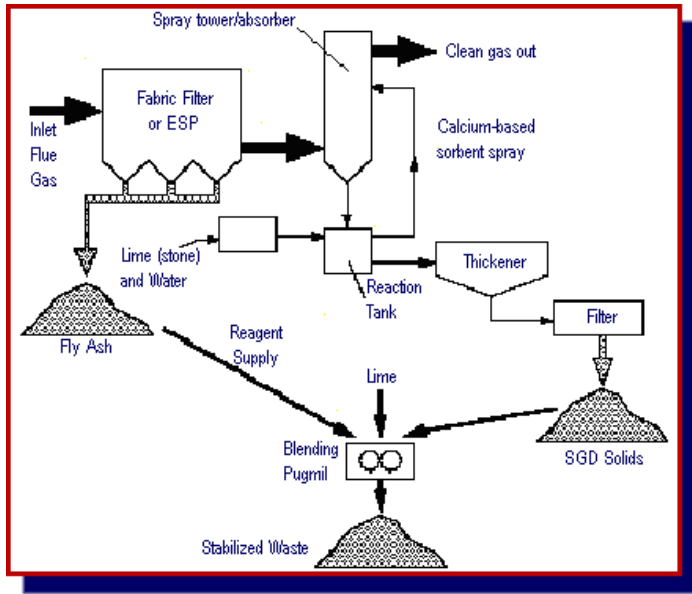 Spray tower/absorber
Clean gas out
Fabric Filter
or ESP
Inlet
Flue
Gas
Calcium-based
sorbent spray
Lime (stone)
and Water
Reaction
Tank
Thickener
Filter
Fly Ash
Reagent
Supply
Lime
Blending
Pugmil
SGD Solids
Stabilized Waste